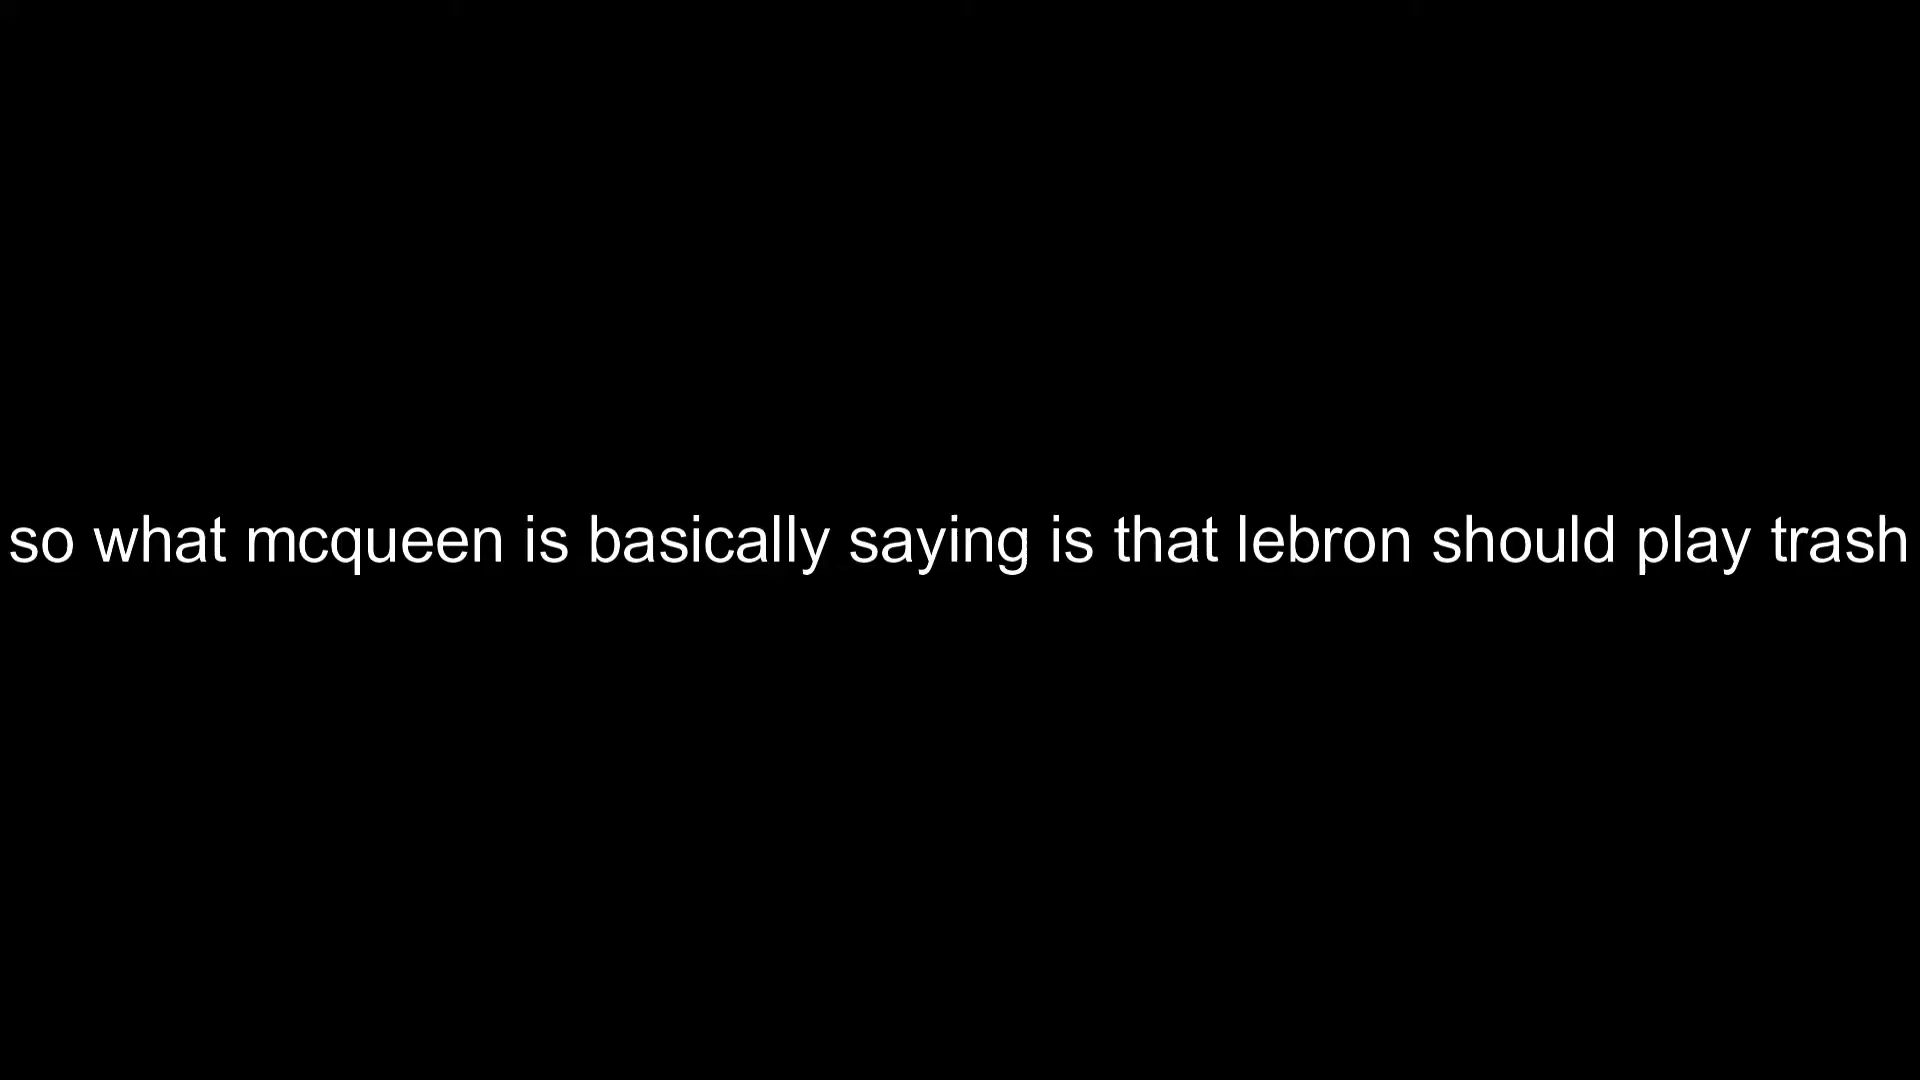 so what mcqueen is basically saying is that lebron should play trash